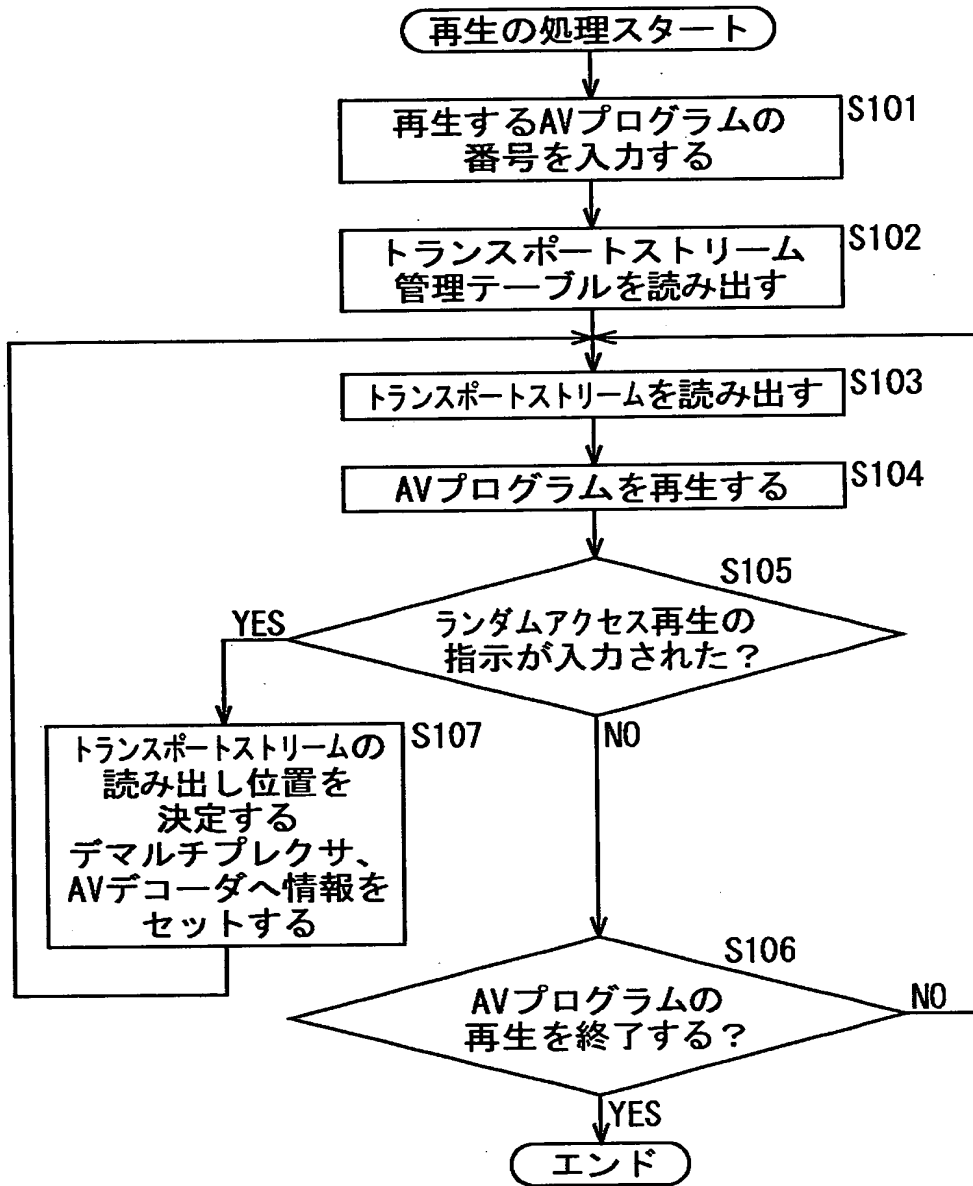 再生の処理スタート
S101
再生するAVプログラムの
番号を入力する
S102
トランスポートストリーム
管理テーブルを読み出す
トランスポートストリームを読み出す
S103
AVプログラムを再生する
S104
S105
YES
ランダムアクセス再生の
指示が入力された?
NO
S107
トランスポートストリームの
読み出し位置を
決定する
デマルチプレクサ、
AVデコーダへ情報を
セットする
S106
AVプログラムの
再生を終了する?
NO
YES
エンド